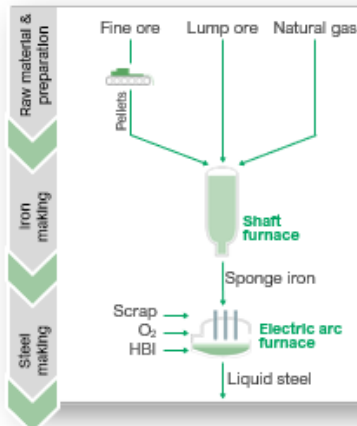 Raw material &
preparation
Fine ore
Lump ore
Natural gas
Pellets
Iron
making
Shaft
furnace
Sponge iron
Steel
making
Scrap
O₂
HBI
Electric arc
furnace
Liquid steel